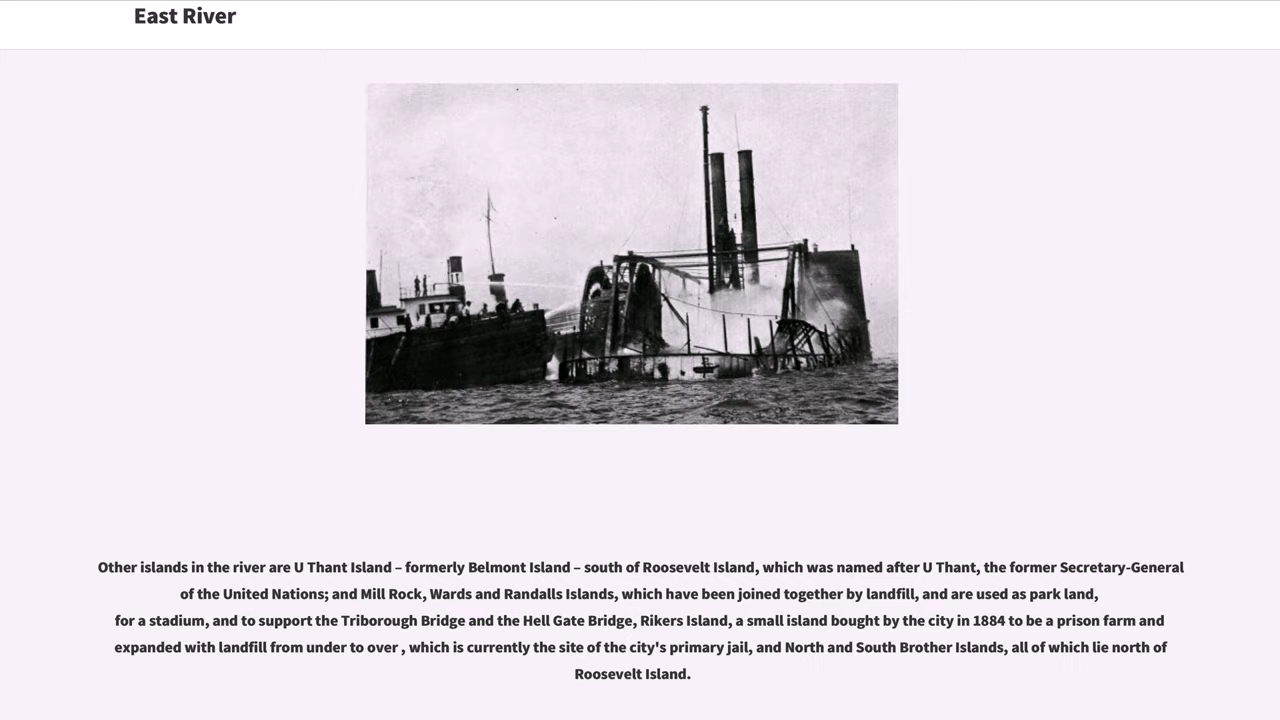 East River
Other islands in the river are U Thant Island – formerly Belmont Island – south of Roosevelt Island, which was named after U Thant, the former Secretary-General
of the United Nations; and Mill Rock, Wards and Randalls Islands, which have been joined together by landfill, and are used as park land,
for a stadium, and to support the Triborough Bridge and the Hell Gate Bridge, Rikers Island, a small island bought by the city in 1884 to be a prison farm and
expanded with landfill from under to over , which is currently the site of the city's primary jail, and North and South Brother Islands, all of which lie north of
Roosevelt Island.